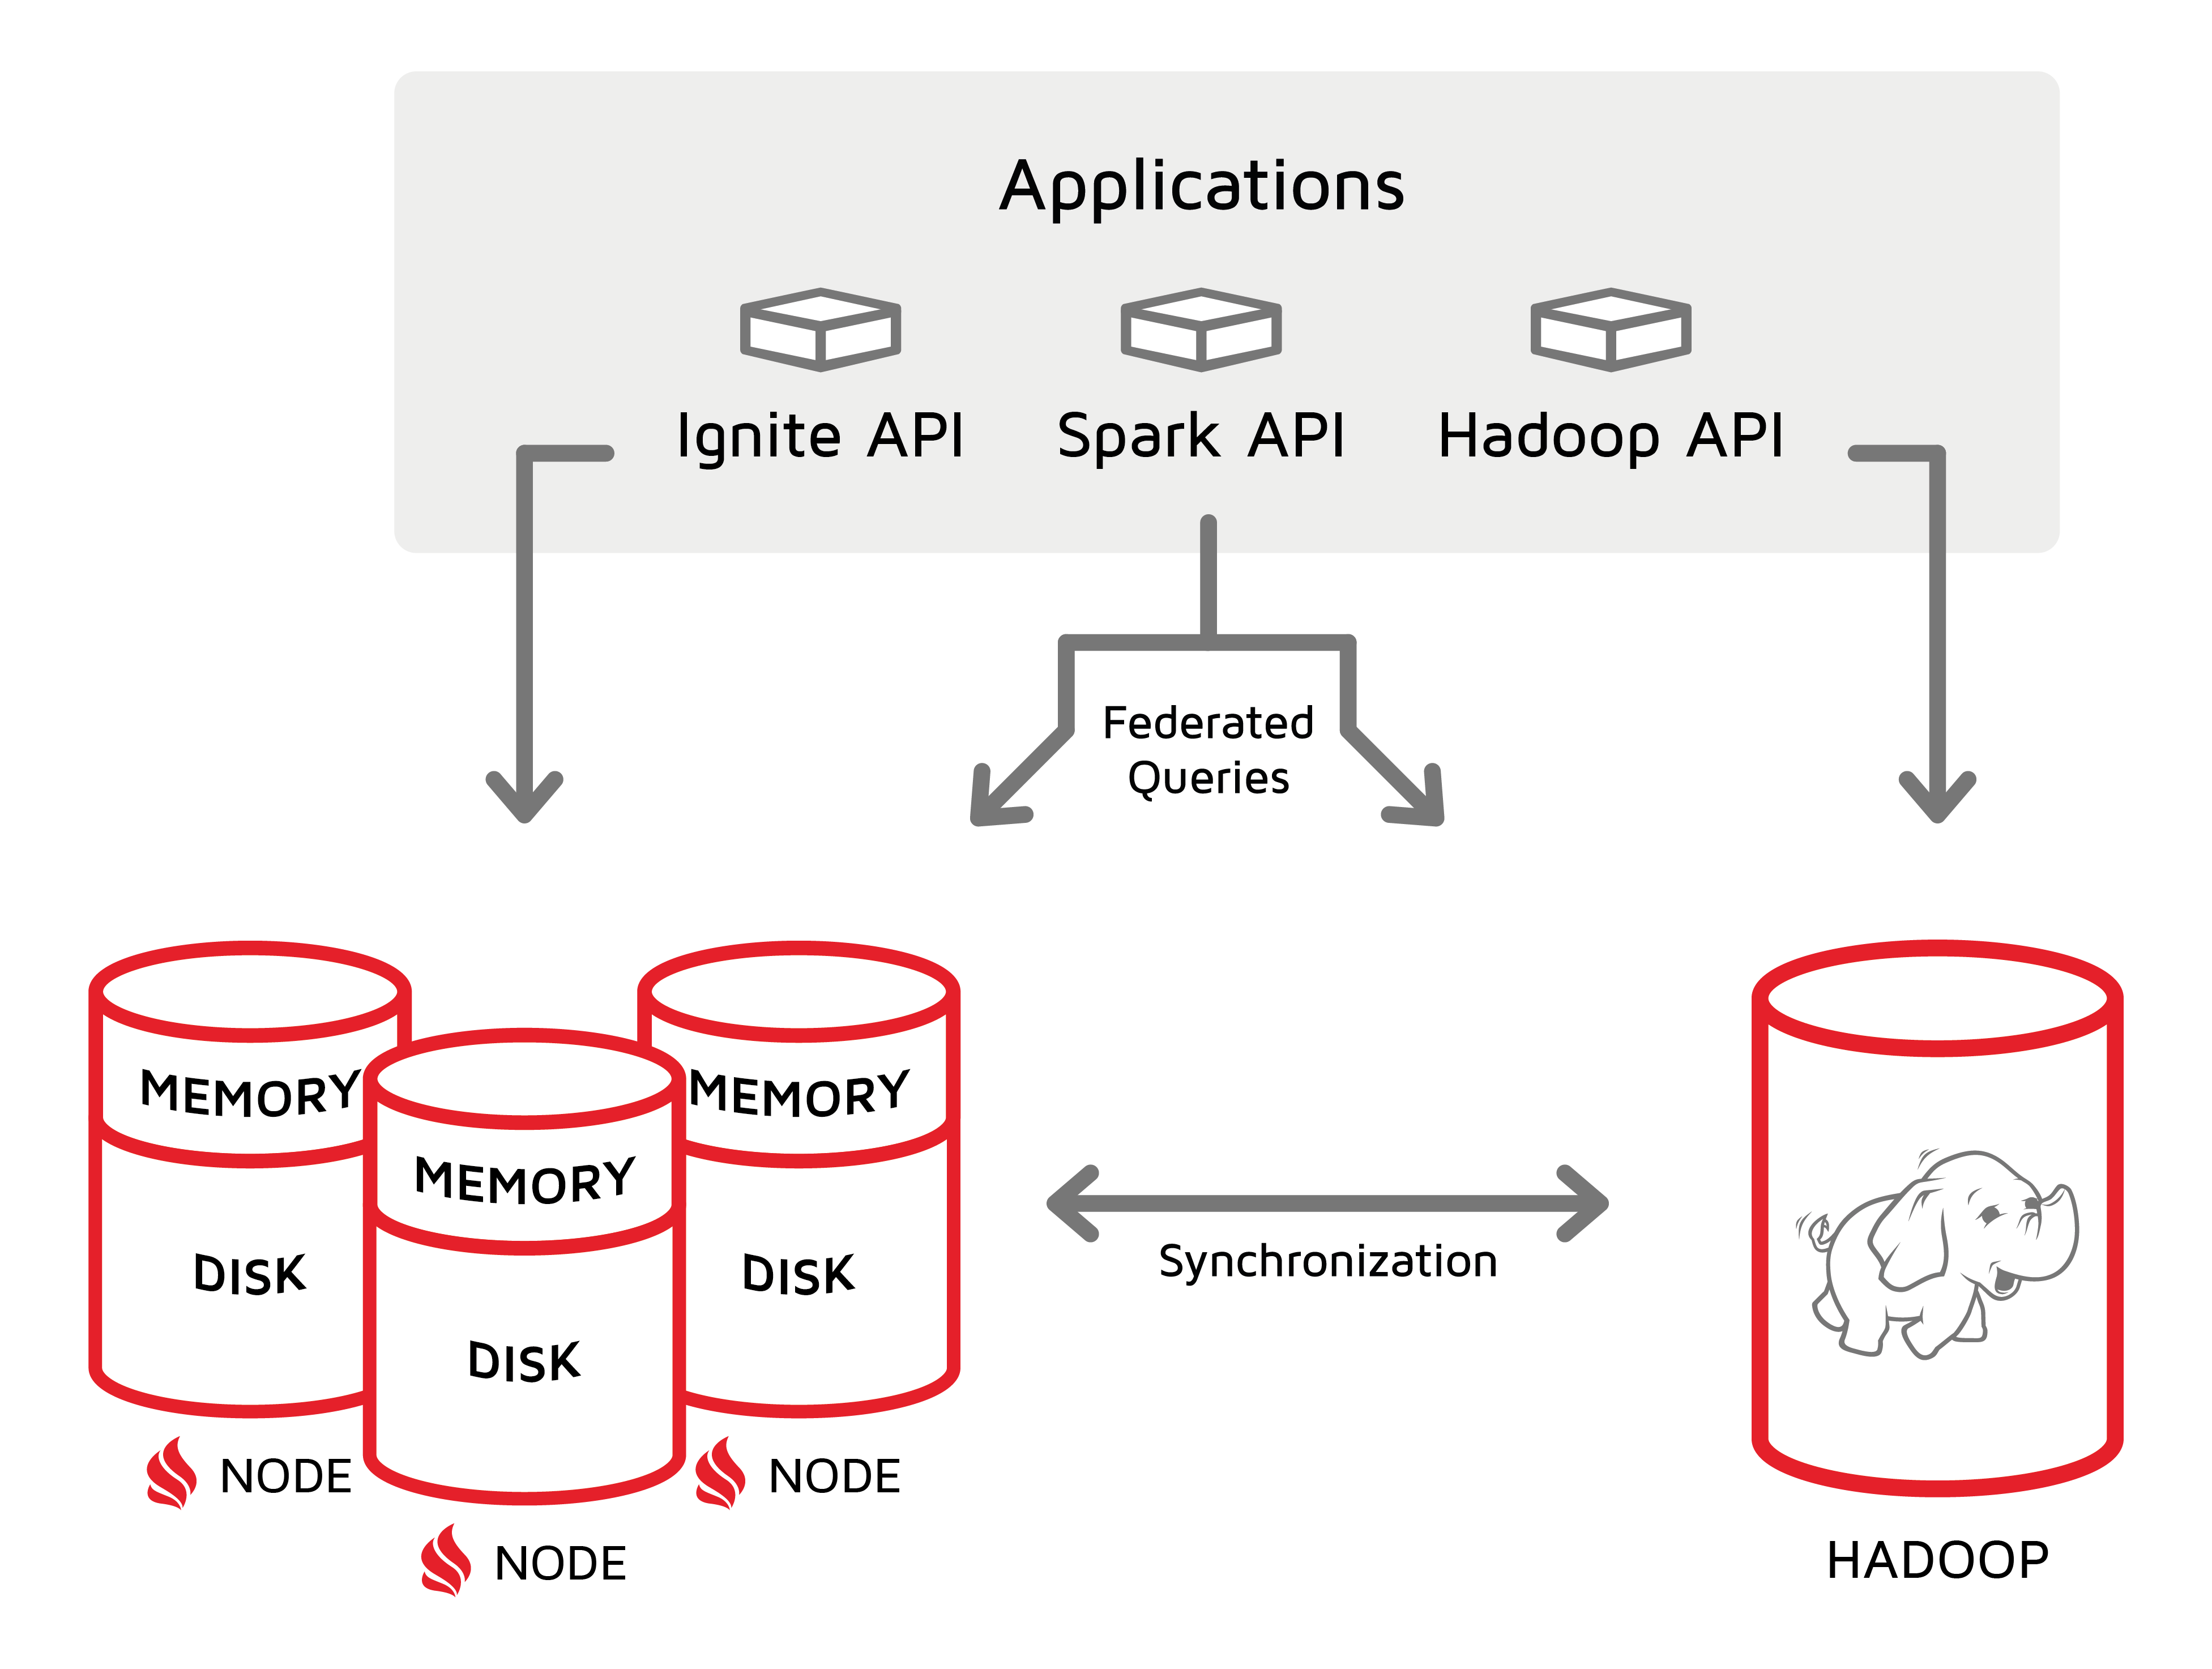 Applications
Ignite API
Spark API
Hadoop API
Federated
Queries
MEMORY
MEMORY
MEMORY
DISK
DISK
DISK
Synchronization
NODE
NODE
NODE
HADOOP